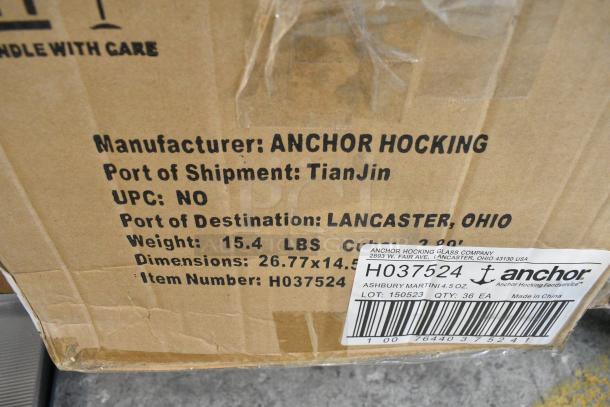 NDLE WITH CARE
Manufacturer: ANCHOR HOCKING
Port of Shipment: TianJin
UPC: NO
Port of Destination: LANCASTER, OHIO
Weight: 15.4 LBS
Dimensions: 26.77x14.5
Item Number: H037524
ANCHOR HOCKING GLASS COMPANY
2893 W. FAIR AVE. LANCASTER, OHIO 43130 USA
H037524 anchor
Anchor Hocking Foodservice
ASHBURY MARTINI 4.5 OZ.
LOT: 150523 QTY: 36 EA Made in China
1 00 76440 37524 1